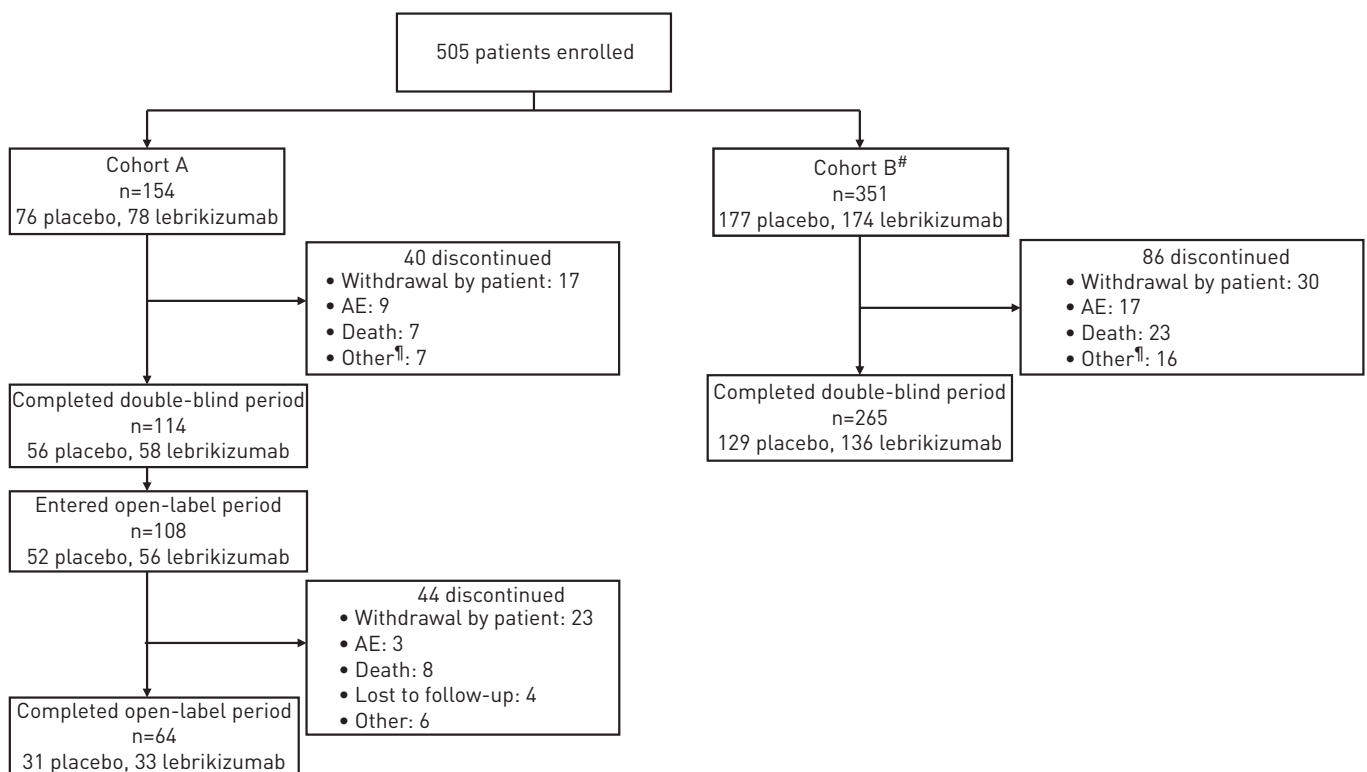 505 patients enrolled
Cohort A
n=154
76 placebo, 78 lebrikizumab
40 discontinued
• Withdrawal by patient: 17
• AE: 9
• Death: 7
• Other¶: 7
Completed double-blind period
n=114
56 placebo, 58 lebrikizumab
Entered open-label period
n=108
52 placebo, 56 lebrikizumab
44 discontinued
• Withdrawal by patient: 23
• AE: 3
• Death: 8
• Lost to follow-up: 4
• Other: 6
Completed open-label period
n=64
31 placebo, 33 lebrikizumab
Cohort B#
n=351
177 placebo, 174 lebrikizumab
86 discontinued
• Withdrawal by patient: 30
• AE: 17
• Death: 23
• Other¶: 16
Completed double-blind period
n=265
129 placebo, 136 lebrikizumab